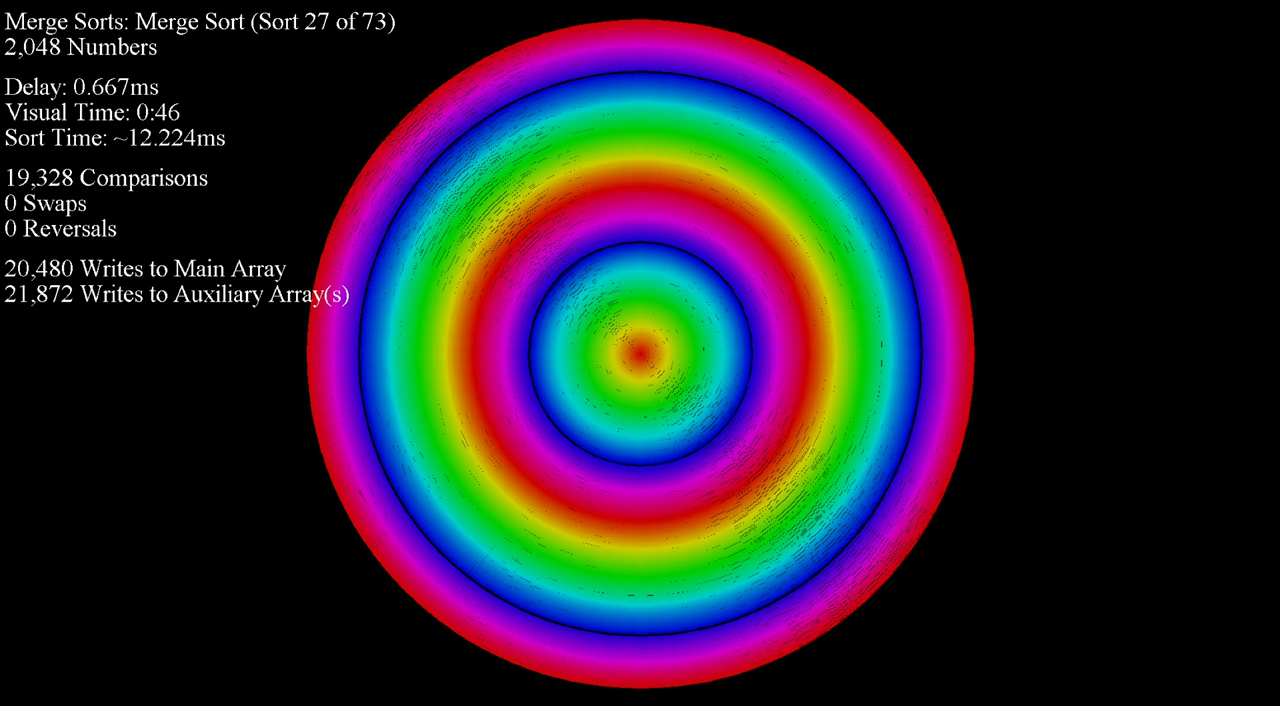 Merge Sorts: Merge Sort (Sort 27 of 73)
2,048 Numbers
Delay: 0.667ms
Visual Time: 0:46
Sort Time: ~12.224ms
19,328 Comparisons
0 Swaps
0 Reversals
20,480 Writes to Main Array
21,872 Writes to Auxiliary Array(s)